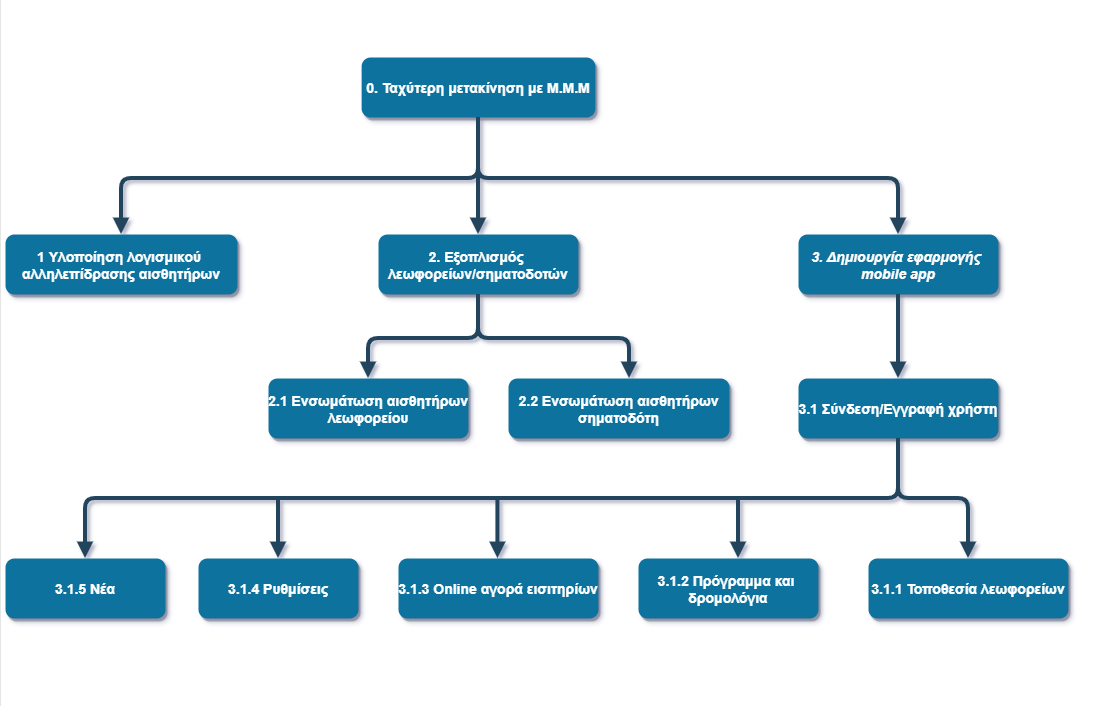 0. Ταχύτερη μετακίνηση με Μ.Μ.Μ
1 Υλοποίηση λογισμικού
αλληλεπίδρασης αισθητήρων
2. Εξοπλισμός
λεωφορείων/σηματοδοτών
3. Δημιουργία εφαρμογής
mobile app
2.1 Ενσωμάτωση αισθητήρων
λεωφορείου
2.2 Ενσωμάτωση αισθητήρων
σηματοδότη
3.1 Σύνδεση/Εγγραφή χρήστη
3.1.5 Νέα
3.1.4 Ρυθμίσεις
3.1.3 Online αγορά εισιτηρίων
3.1.2 Πρόγραμμα και
δρομολόγια
3.1.1 Τοποθεσία λεωφορείων